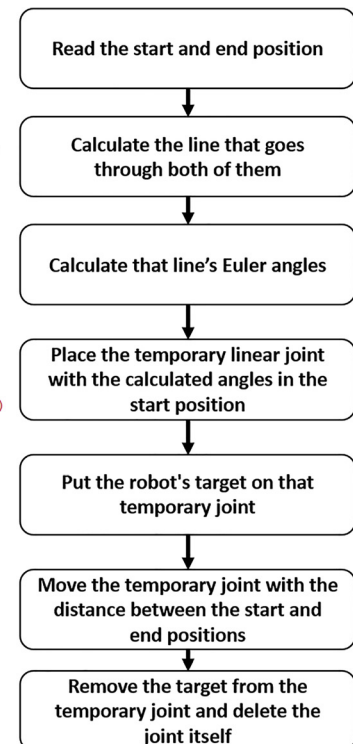 Read the start and end position
Calculate the line that goes
through both of them
Calculate that line's Euler angles
Place the temporary linear joint
with the calculated angles in the
start position
Put the robot's target on that
temporary joint
Move the temporary joint with the
distance between the start and
end positions
Remove the target from the
temporary joint and delete the
joint itself